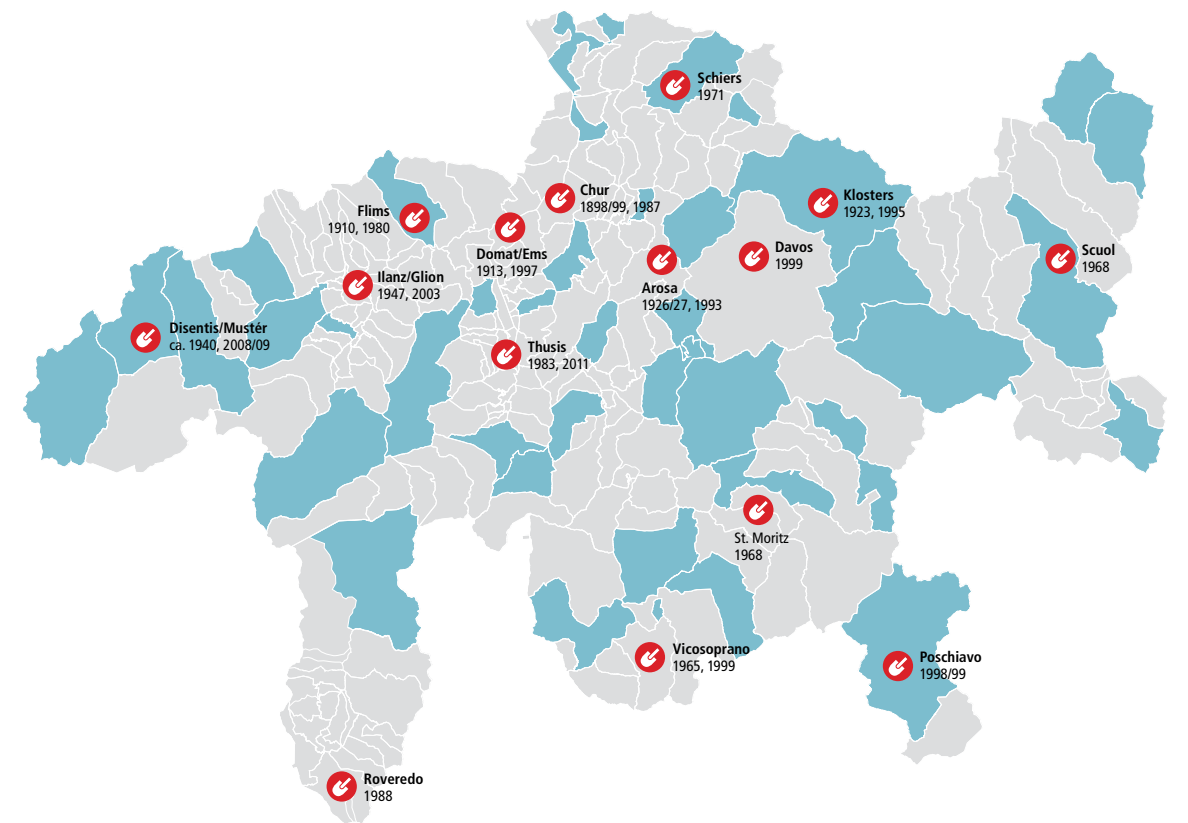 Schiers
1971
Chur
1898/99, 1987
Klosters
1923, 1995
Flims
1910, 1980
Domat/Ems
1913, 1997
Davos
1999
Scuol
1968
Ilanz/Glion
1947, 2003
Arosa
1926/27, 1993
Disentis/Mustér
ca. 1940, 2008/09
Thusis
1983, 2011
St. Moritz
1968
Vicosoprano
1965, 1999
Poschiavo
1998/99
Roveredo
1988